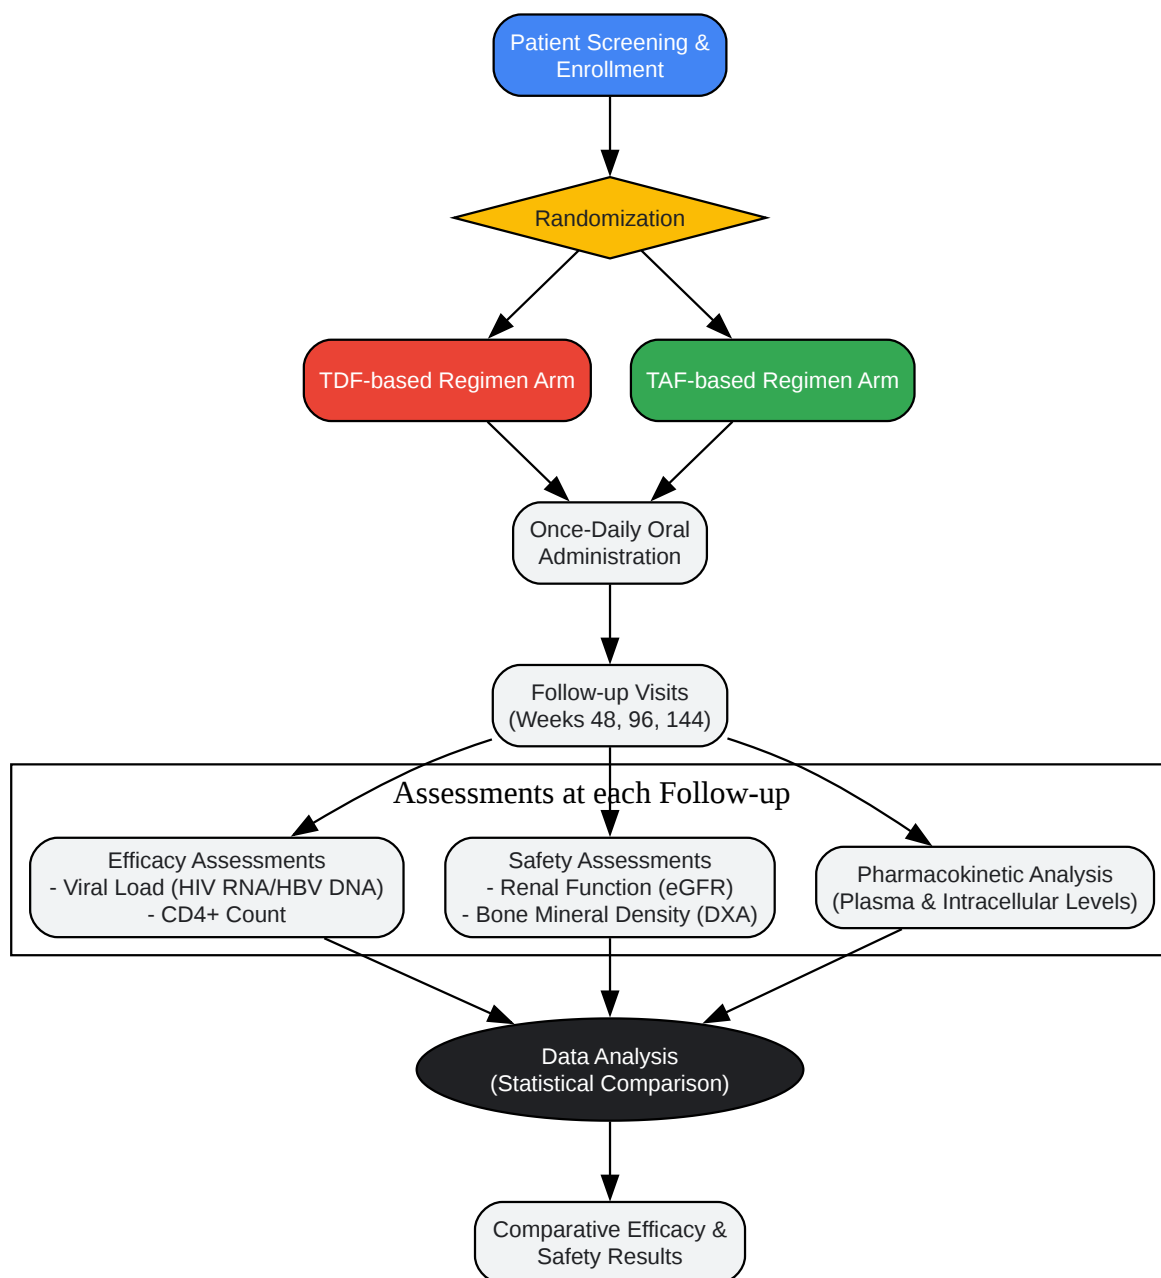 Patient Screening &
Enrollment
Randomization
TDF-based Regimen Arm
TAF-based Regimen Arm
Once-Daily Oral
Administration
Follow-up Visits
(Weeks 48, 96, 144)
Assessments at each Follow-up
Efficacy Assessments
- Viral Load (HIV RNA/HBV DNA)
- CD4+ Count
Safety Assessments
- Renal Function (eGFR)
- Bone Mineral Density (DXA)
Pharmacokinetic Analysis
(Plasma & Intracellular Levels)
Data Analysis
(Statistical Comparison)
Comparative Efficacy &
Safety Results